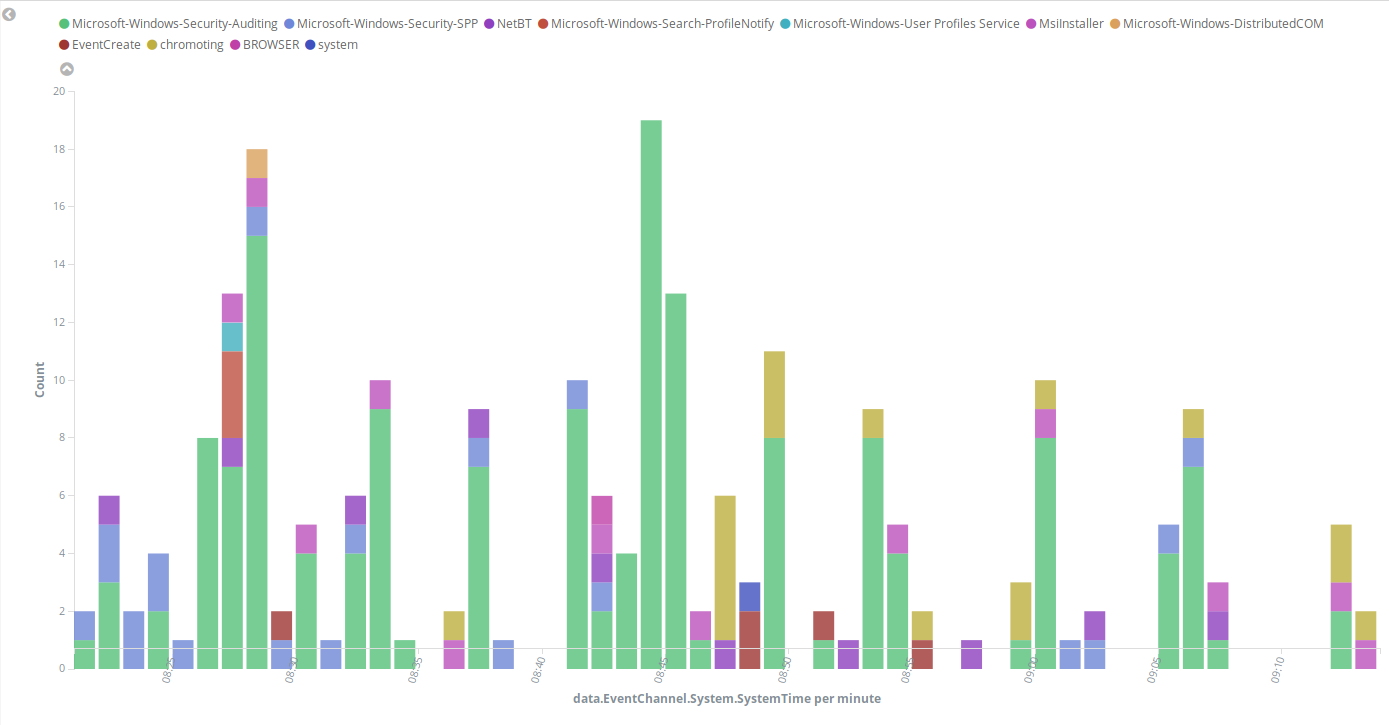 Microsoft-Windows-Security-Auditing Microsoft-Windows-Security-SPP NetBT Microsoft-Windows-Search-ProfileNotify Microsoft-Windows-User Profiles Service MsiInstaller Microsoft-Windows-DistributedCOM
EventCreate chromoting BROWSER system
20
18
16
14
12
10
8
6
4
2
0
Count
08:25 08:30 08:35 08:40 08:45 08:50 08:55 09:00 09:05 09:10
data.EventChannel.System.SystemTime per minute